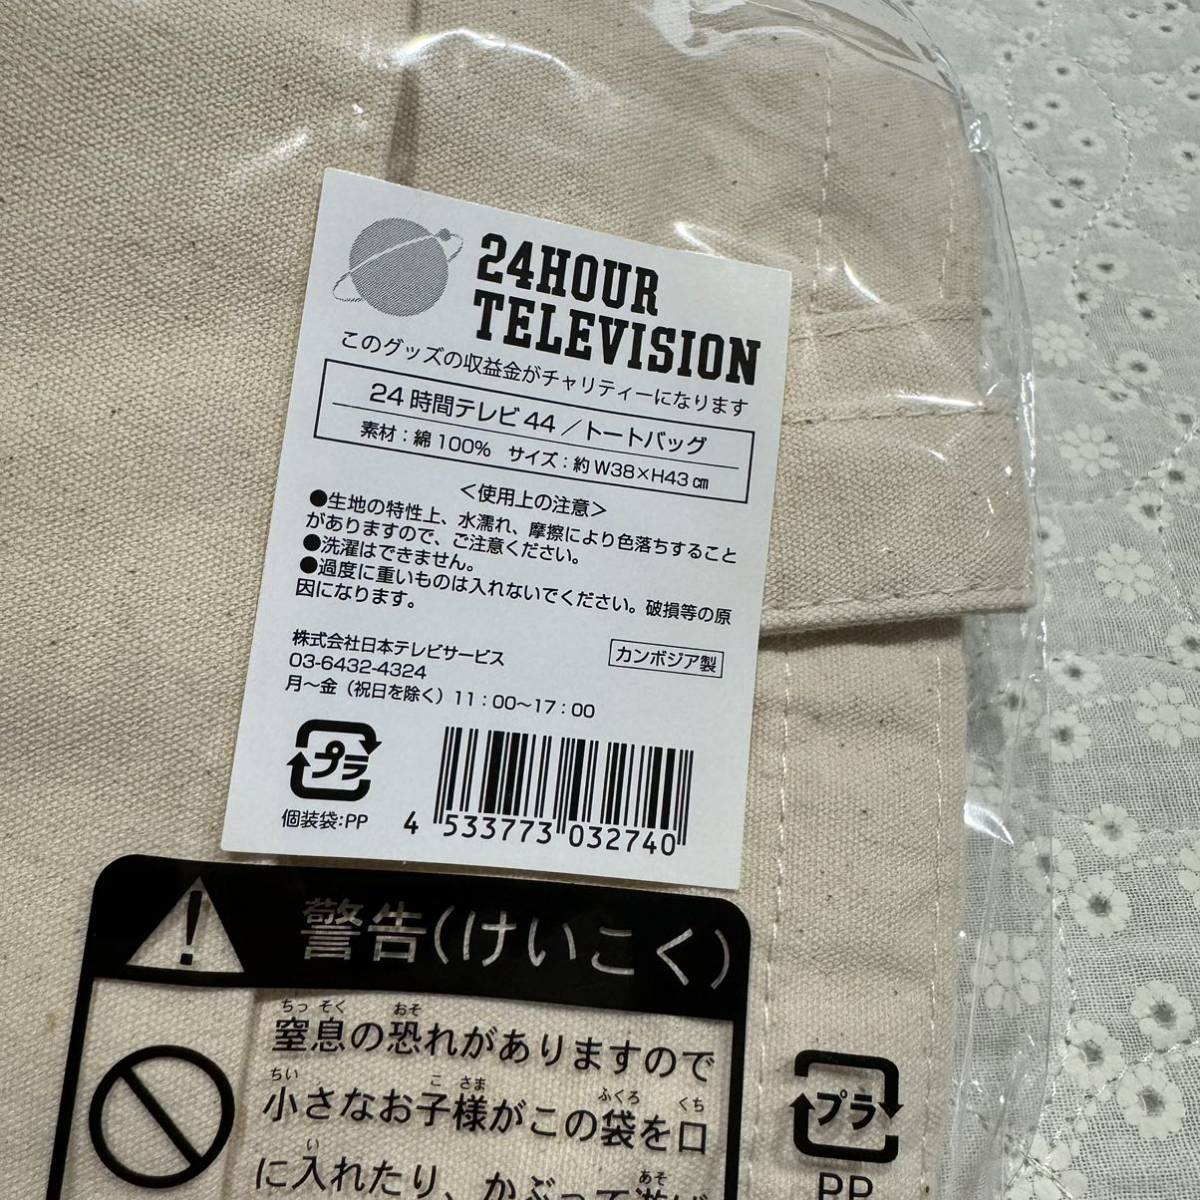 24HOUR
TELEVISION
このグッズの収益金がチャリティーになります
24時間テレビ44／トートバッグ
素材：綿100% サイズ：約W38×H43㎝
＜使用上の注意＞
●生地の特性上、水濡れ、摩擦により色落ちすること
がありますので、ご注意ください。
●洗濯はできません。
●過度に重いものは入れないでください。破損等の原
因になります。
株式会社日本テレビサービス
03-6432-4324
月〜金（祝日を除く）11：00〜17：00
カンボジア製
プラ
個装袋:PP
4 533773 032740
警告(けいこく)
ちっ そく おそ
窒息の恐れがありますので
ちい こ さま ふくろ くち
小さなお子様がこの袋を口
い あそ
に入れたり、かぶって遊ば
プラ
PP